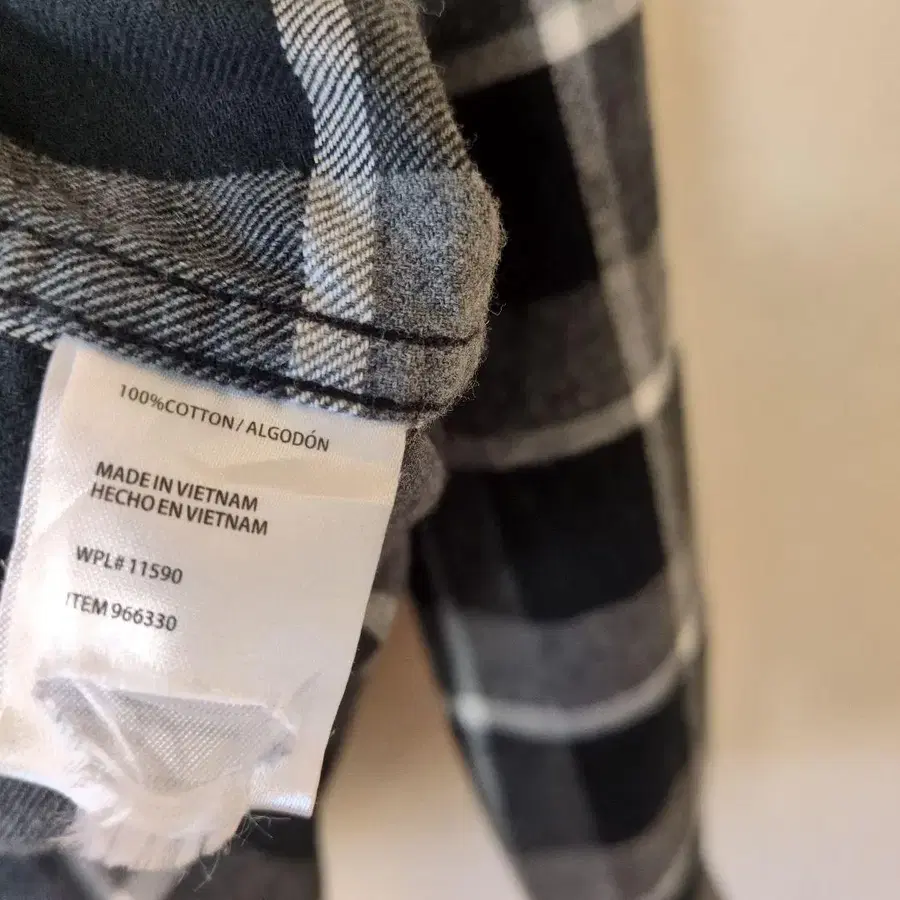 100%COTTON/ALGODÓN
MADE IN VIETNAM
HECHO EN VIETNAM
WPL# 11590
ITEM 966330